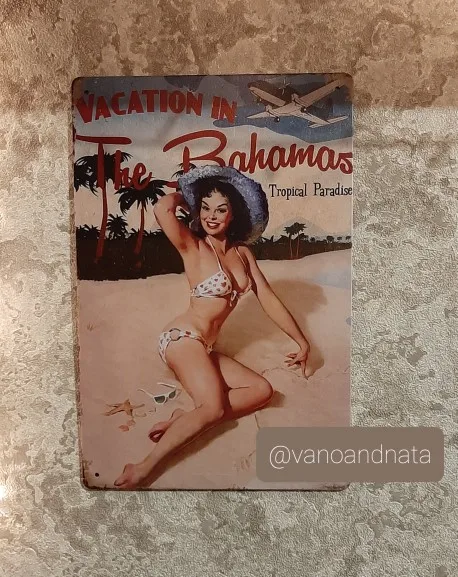 VACATION IN
The Bahamas
Tropical Paradise
@vanoandnata